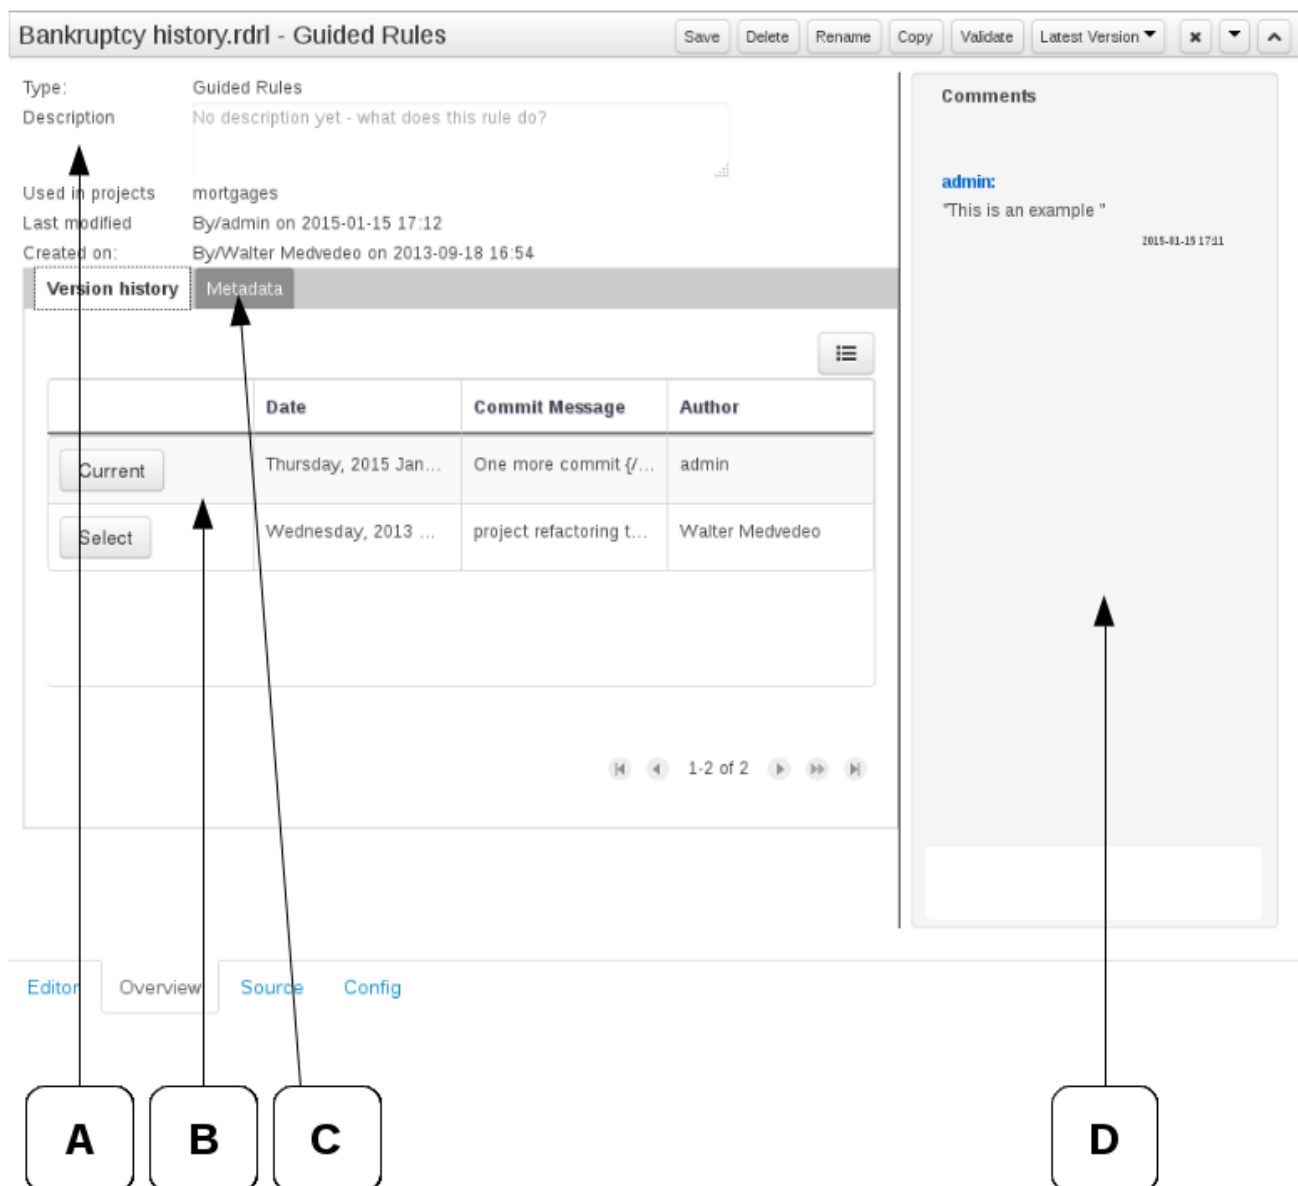 Bankruptcy history.rdrl - Guided Rules
Save Delete Rename Copy Validate Latest Version
Type: Guided Rules
Description No description yet - what does this rule do?
Used in projects mortgages
Last modified By/admin on 2015-01-15 17:12
Created on: By/Walter Medvedeo on 2013-09-18 16:54
Version history Metadata
Date Commit Message Author
Current Thursday, 2015 Jan... One more commit {/... admin
Select Wednesday, 2013 ... project refactoring t... Walter Medvedeo
1-2 of 2
Comments
admin:
"This is an example "
2015-01-15 17:11
Editor Overview Source Config
A B C D